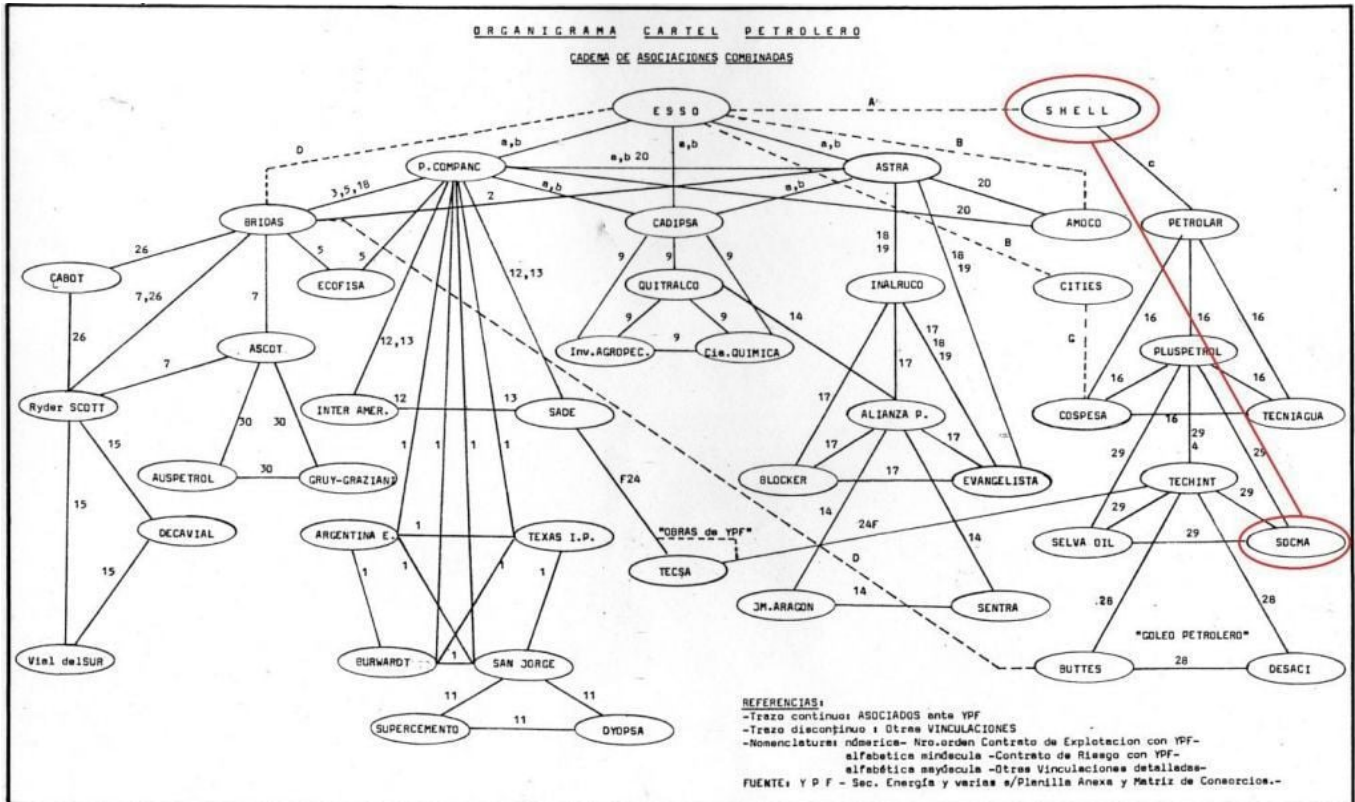 ORGANIGRAMA CARTEL PETROLERO
CADENA DE ASOCIACIONES COMBINADAS
ESSO
A
SHELL
D
a,b
a,b
a,b
B
c
P.COMPANC
a,b 20
ASTRA
3,5,18
2
a,b
a,b
20
20
BRIDAS
CADIPSA
AMOCO
PETROLAR
26
5
5
12,13
9
9
9
18
19
18
19
B
CABOT
7,26
7
ECOFISA
QUITRALCO
INALRUCO
CITIES
26
12,13
9
9
14
17
17
18
19
G
16
16
16
7
ASCOT
Inv.AGROPEC.
9
Cia.QUIMICA
PLUSPETROL
16
16
Ryder SCOTT
30
30
INTER AMER.
12
13
SADE
17
ALIANZA P.
COSPESA
16
TECNIAGUA
15
1
1
1
1
17
17
29
29
4
29
AUSPETROL
30
GRUY-GRAZIANI
F24
BLOCKER
17
EVANGELISTA
TECHINT
15
14
24F
29
29
DECAVIAL
ARGENTINA E.
1
TEXAS I.P.
"OBRAS de YPF"
14
SELVA OIL
29
SOCMA
15
1
1
1
1
TECSA
D
JM.ARAGON
14
SENTRA
28
28
"GOLEO PETROLERO"
Vial delSUR
BURWARDT
1
SAN JORGE
BUTTES
28
DESACI
11
11
SUPERCEMENTO
11
DYOPSA
REFERENCIAS:
-Trazo continuo: ASOCIADOS ante YPF
-Trazo discontinuo : Otras VINCULACIONES
-Nomenclatura: númerica- Nro.orden Contrato de Explotacion con YPF-
alfabetica minúscula -Contrato de Riesgo con YPF-
alfabética mayúscula -Otras Vinculaciones detalladas-
FUENTE: Y P F - Sec. Energía y varias s/Planilla Anexa y Matriz de Consorcios.-